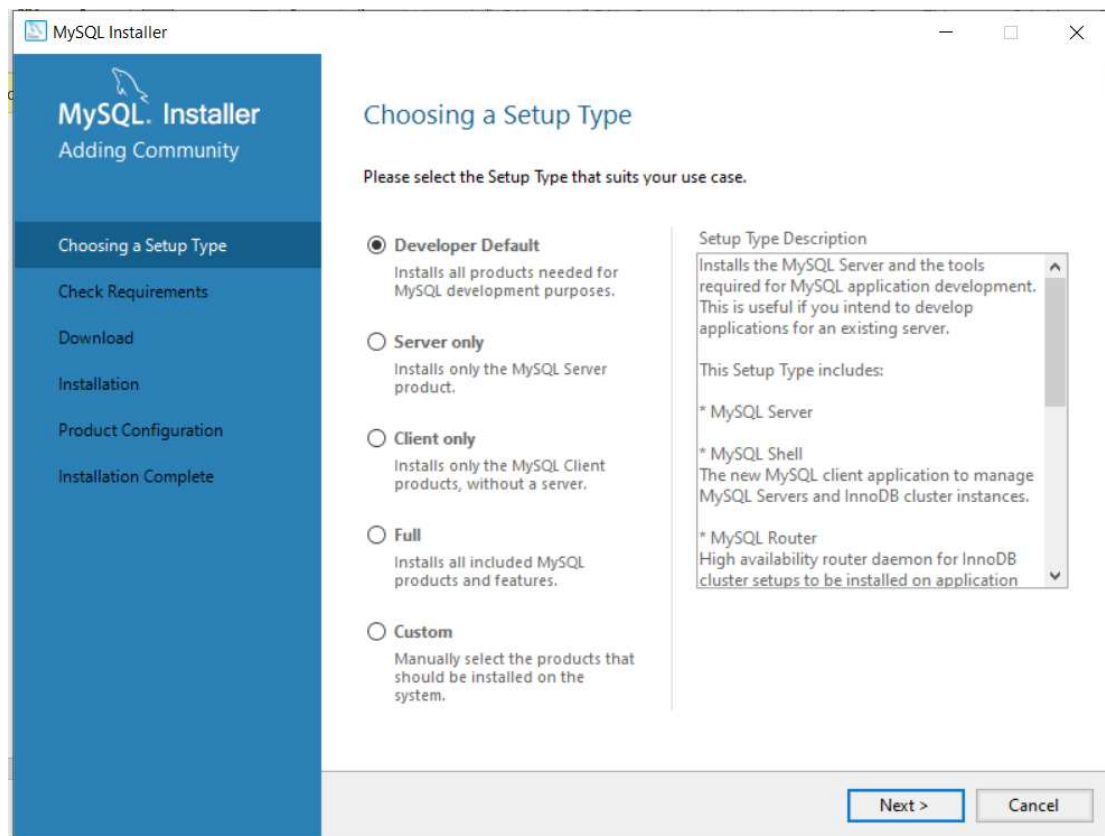 MySQL Installer
MySQL. Installer
Adding Community
Choosing a Setup Type
Check Requirements
Download
Installation
Product Configuration
Installation Complete
Choosing a Setup Type
Please select the Setup Type that suits your use case.
Developer Default
Installs all products needed for
MySQL development purposes.
Server only
Installs only the MySQL Server
product.
Client only
Installs only the MySQL Client
products, without a server.
Full
Installs all included MySQL
products and features.
Custom
Manually select the products that
should be installed on the
system.
Setup Type Description
Installs the MySQL Server and the tools
required for MySQL application development.
This is useful if you intend to develop
applications for an existing server.
This Setup Type includes:
* MySQL Server
* MySQL Shell
The new MySQL client application to manage
MySQL Servers and InnoDB cluster instances.
* MySQL Router
High availability router daemon for InnoDB
cluster setups to be installed on application
Next >
Cancel